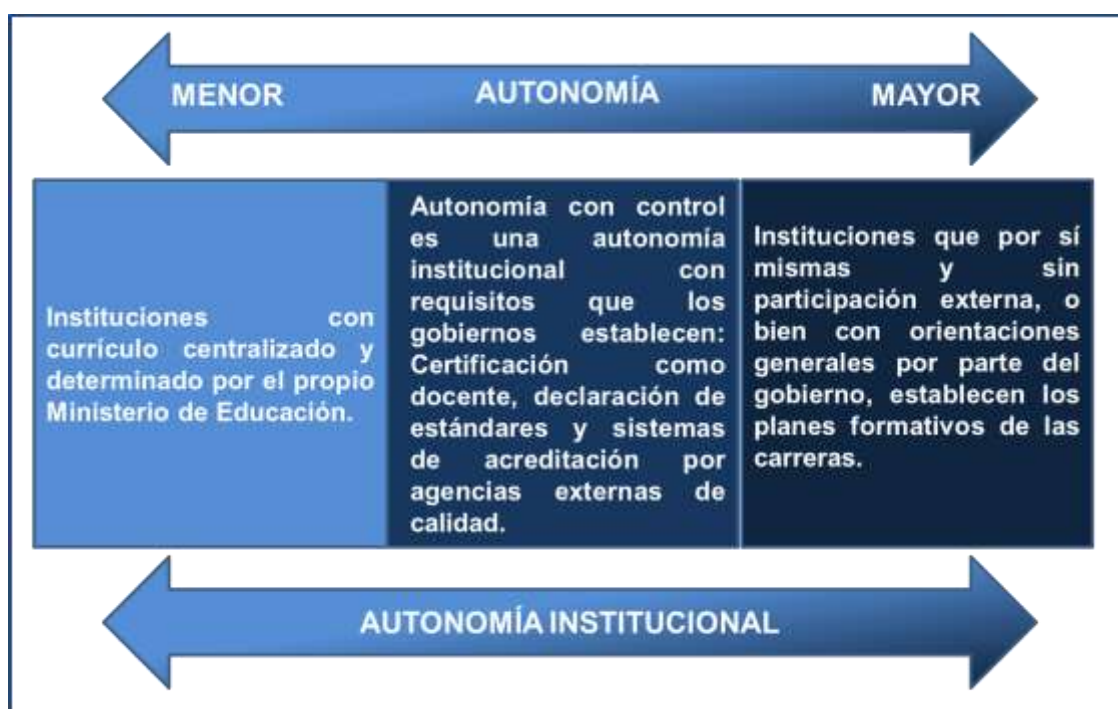 MENOR AUTONOMÍA MAYOR
Instituciones con
currículo centralizado y
determinado por el propio
Ministerio de Educación.
Autonomía con control
es una autonomía
institucional con
requisitos que los
gobiernos establecen:
Certificación como
docente, declaración de
estándares y sistemas
de acreditación por
agencias externas de
calidad.
Instituciones que por sí
mismas y sin
participación externa, o
bien con orientaciones
generales por parte del
gobierno, establecen los
planes formativos de las
carreras.
AUTONOMÍA INSTITUCIONAL